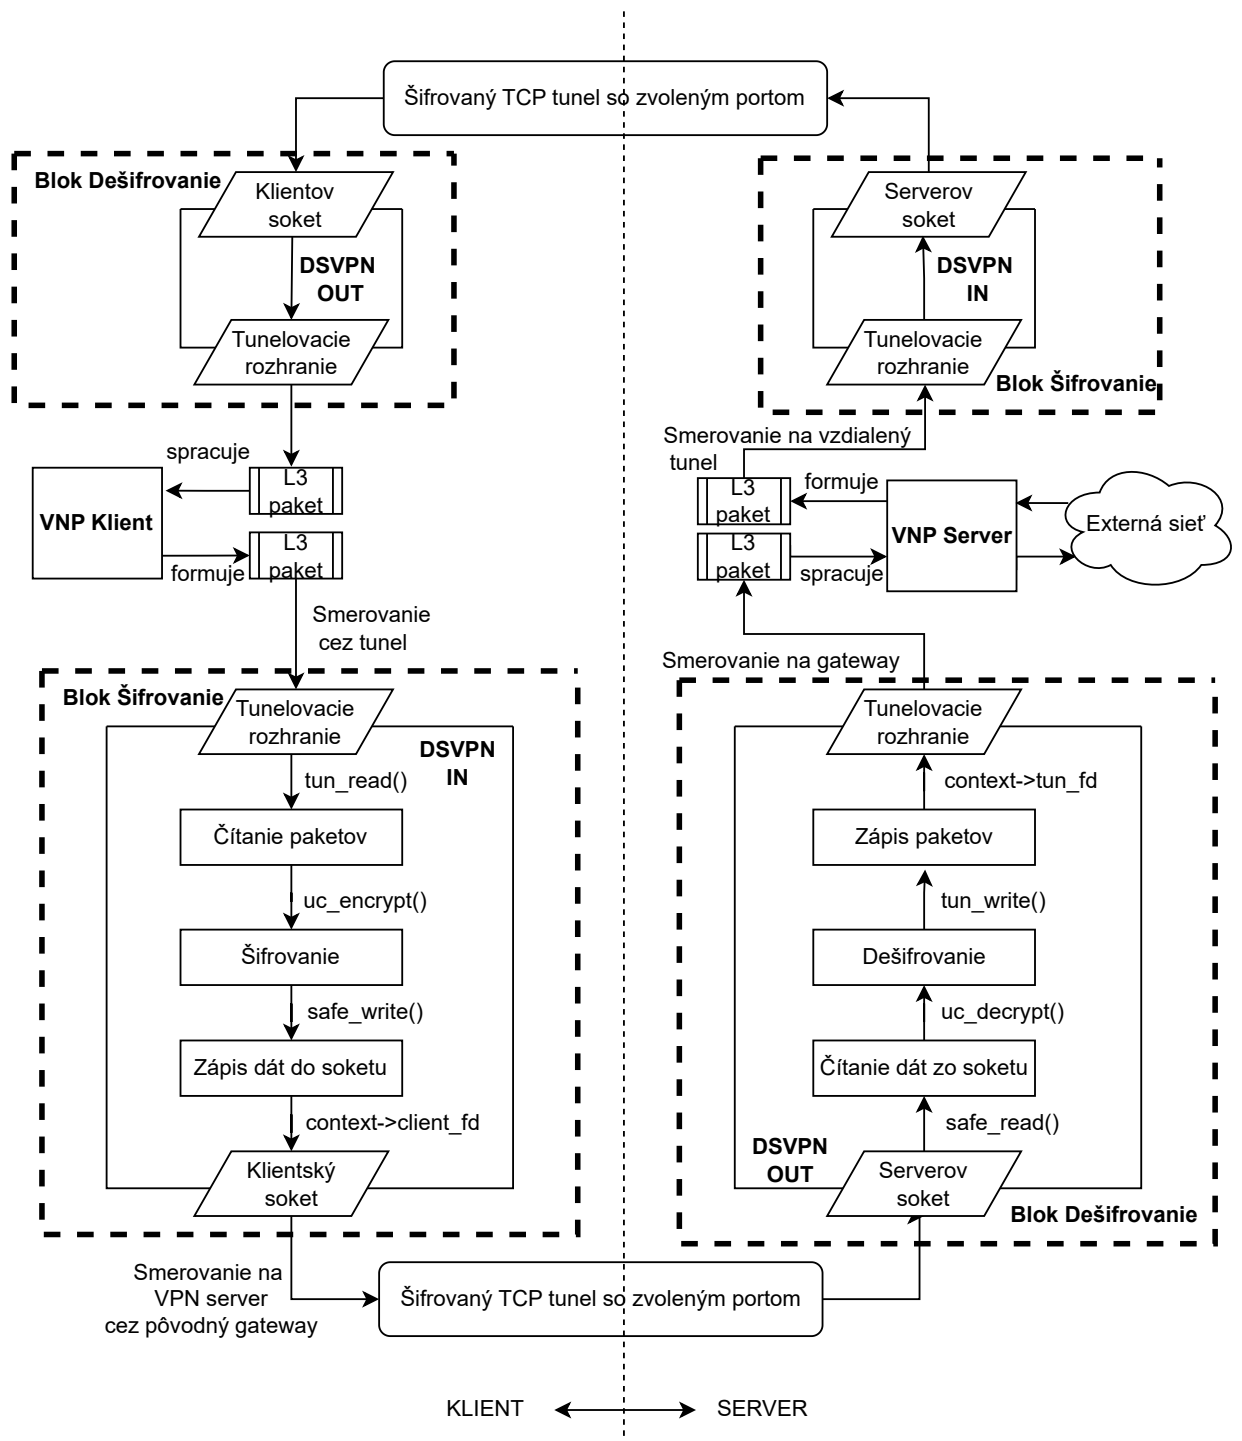 Šifrovaný TCP tunel so zvoleným portom
Blok Dešifrovanie
Klientov
soket
DSVPN
OUT
Tunelovacie
rozhranie
Serverov
soket
DSVPN
IN
Tunelovacie
rozhranie
Blok Šifrovanie
spracuje
L3
paket
VNP Klient
L3
paket
formuje
Smerovanie
cez tunel
Smerovanie na vzdialený
tunel
L3
paket
formuje
VNP Server
Externá sieť
L3
paket
spracuje
Smerovanie na gateway
Blok Šifrovanie
Tunelovacie
rozhranie
DSVPN
IN
tun_read()
Čítanie paketov
uc_encrypt()
Šifrovanie
safe_write()
Zápis dát do soketu
context->client_fd
Klientský
soket
Tunelovacie
rozhranie
context->tun_fd
Zápis paketov
tun_write()
Dešifrovanie
uc_decrypt()
Čítanie dát zo soketu
safe_read()
DSVPN
OUT
Serverov
soket
Blok Dešifrovanie
Smerovanie na
VPN server
cez pôvodný gateway
Šifrovaný TCP tunel so zvoleným portom
KLIENT
SERVER